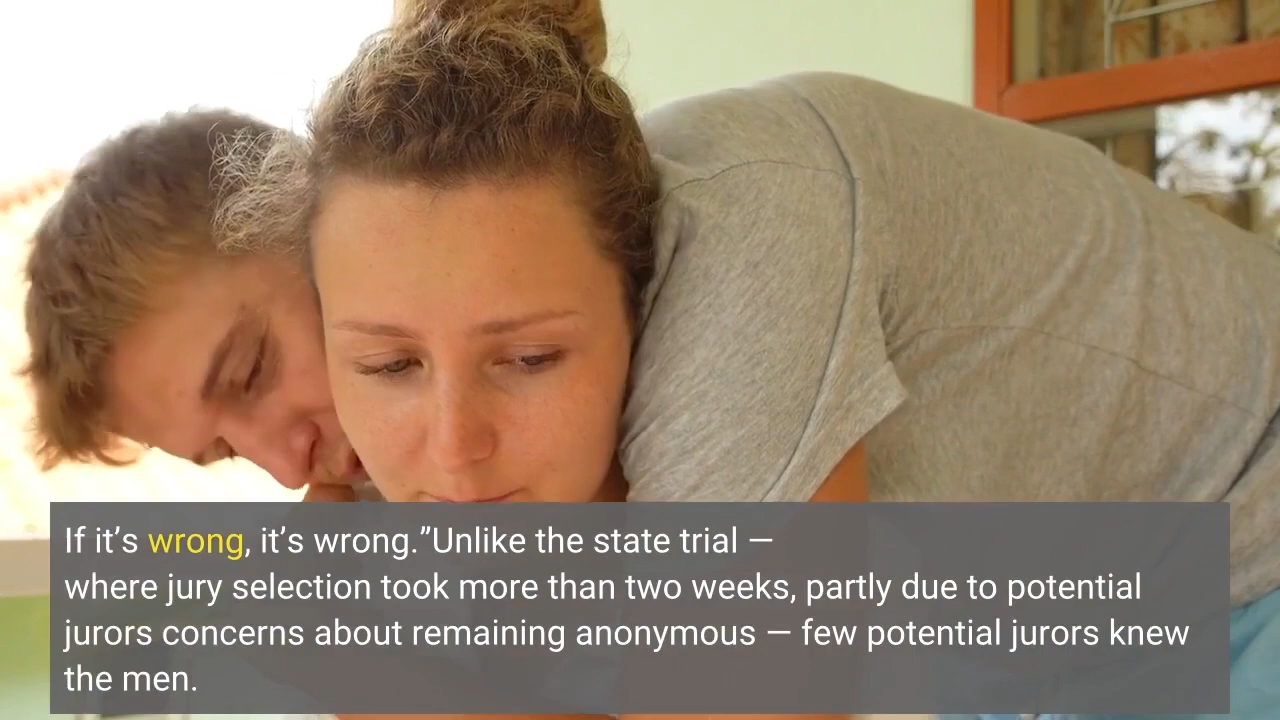 If it’s wrong, it’s wrong.”Unlike the state trial —
where jury selection took more than two weeks, partly due to potential
jurors concerns about remaining anonymous — few potential jurors knew
the men.